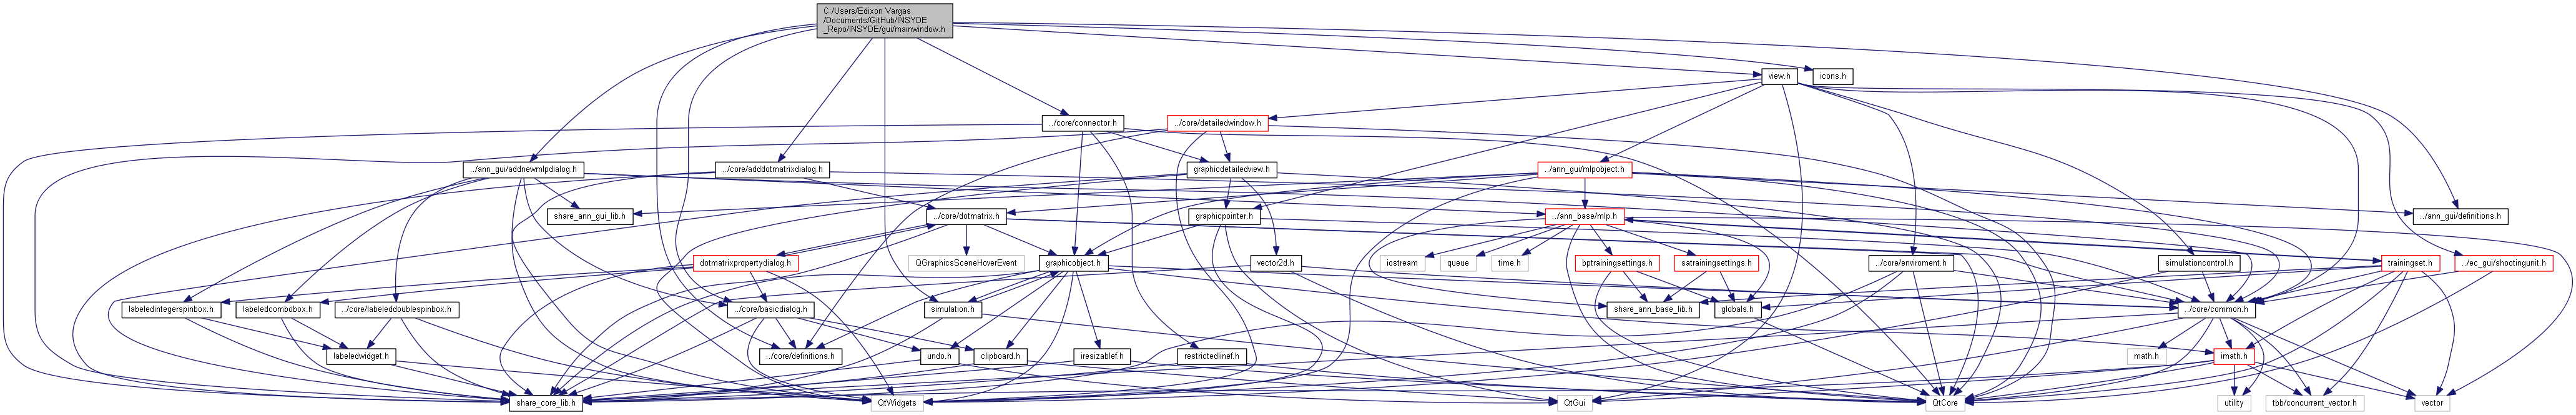 C:/Users/Edixon Vargas
/Documents/GitHub/INSYDE
_Repo/INSYDE/gui/mainwindow.h
view.h
icons.h
../core/connector.h
../core/detailedwindow.h
../ann_gui/addnewmlpdialog.h
../core/adddotmatrixdialog.h
graphicdetailedview.h
../ann_gui/mlpobject.h
share_ann_gui_lib.h
../core/dotmatrix.h
graphicpointer.h
../ann_base/mlp.h
../ann_gui/definitions.h
dotmatrixpropertydialog.h
QGraphicsSceneHoverEvent
graphicobject.h
vector2d.h
iostream
queue
time.h
bptrainingsettings.h
satrainingsettings.h
../core/enviroment.h
simulationcontrol.h
trainingset.h
../ec_gui/shootingunit.h
labeledintegerspinbox.h
labeledcombobox.h
../core/labeleddoublespinbox.h
../core/basicdialog.h
simulation.h
share_ann_base_lib.h
globals.h
../core/common.h
labeledwidget.h
../core/definitions.h
undo.h
clipboard.h
iresizablef.h
restrictedlinef.h
math.h
imath.h
share_core_lib.h
QtWidgets
QtGui
QtCore
utility
tbb/concurrent_vector.h
vector